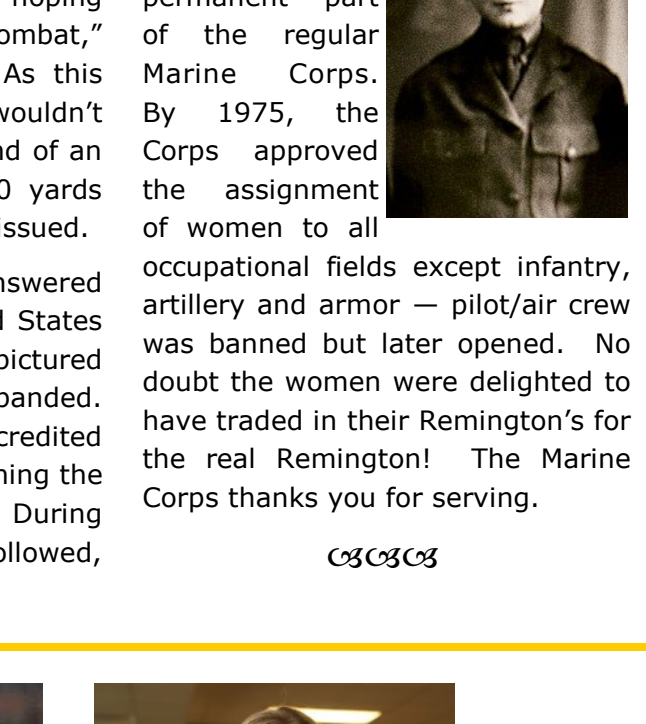 hoping
ombat,”
As this
wouldn’t
nd of an
0 yards
issued.
nswered
d States
pictured
panded.
credited
ning the
During
ollowed,
permanent part
of the regular
Marine Corps.
By 1975, the
Corps approved
the assignment
of women to all
occupational fields except infantry,
artillery and armor — pilot/air crew
was banned but later opened. No
doubt the women were delighted to
have traded in their Remington’s for
the real Remington! The Marine
Corps thanks you for serving.